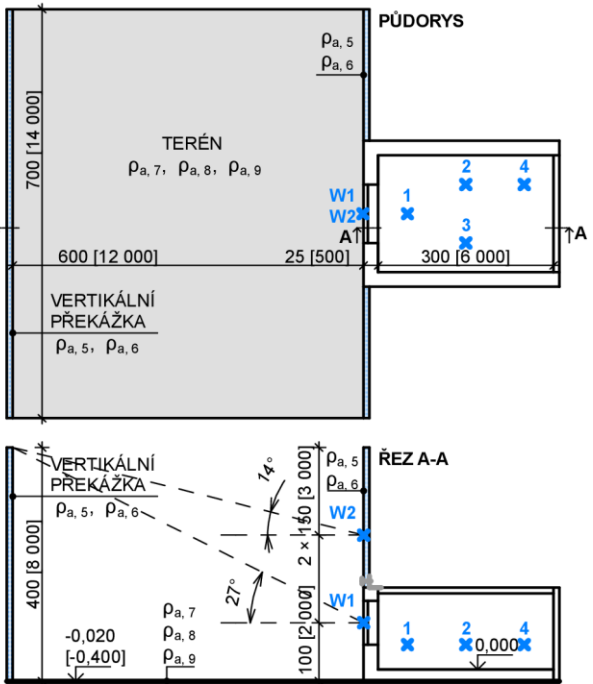 PŮDORYS
ρa, 5
ρa, 6
700 [14 000]
TERÉN
ρa, 7, ρa, 8, ρa, 9
2 4
W1 1
W2
3
A A
600 [12 000] 25 [500] 300 [6 000]
VERTIKÁLNÍ
PŘEKÁŽKA
ρa, 5, ρa, 6
ŘEZ A-A
ρa, 5
ρa, 6
VERTIKÁLNÍ
PŘEKÁŽKA
ρa, 5, ρa, 6
14°
2 × 150 [3 000]
W2
400 [8 000]
27°
W1
100 [2 000]
1 2 4
ρa, 7
ρa, 8
ρa, 9
-0,020
[-0,400]
0,000